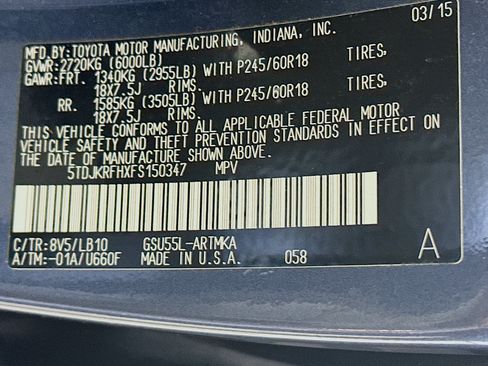 03/15
MFD.BY:TOYOTA MOTOR MANUFACTURING, INDIANA, INC.
GVWR:2720KG (6000LB)
GAWR:FRT. 1340KG (2955LB) WITH P245/60R18 TIRES,
18X7.5J RIMS.
RR. 1585KG (3505LB) WITH P245/60R18 TIRES,
18X7.5J RIMS.
THIS VEHICLE CONFORMS TO ALL APPLICABLE FEDERAL MOTOR
VEHICLE SAFETY AND THEFT PREVENTION STANDARDS IN EFFECT ON
THE DATE OF MANUFACTURE SHOWN ABOVE.
5TDJKRFHXFS150347 MPV
C/TR:8V5/LB10 GSU55L-ARTMKA
A/TM:-01A/U660F MADE IN U.S.A. 058 A